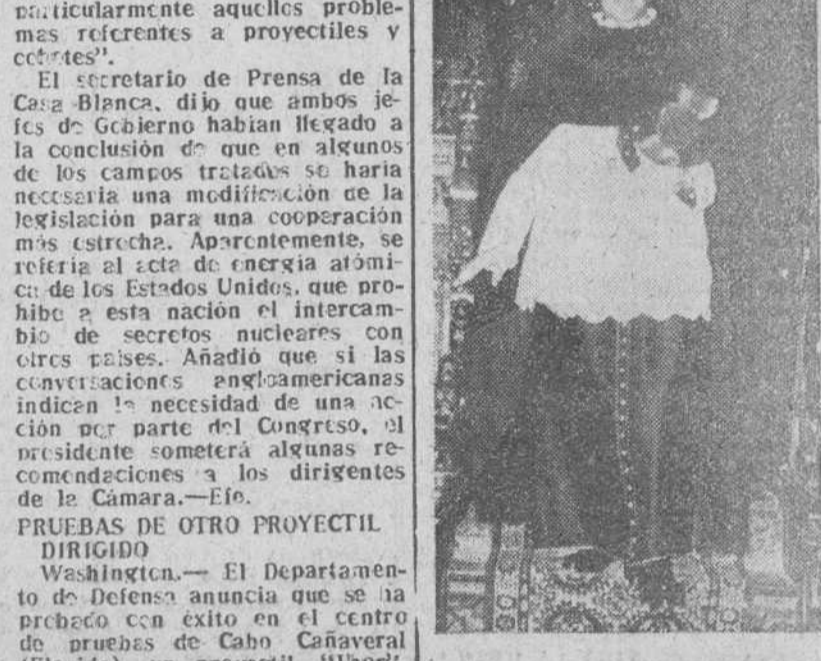 particularmente aquellos proble-
mas referentes a proyectiles y
cohetes".
El secretario de Prensa de la
Casa Blanca, dijo que ambos je-
fes de Gobierno habian llegado a
la conclusión de que en algunos
de los campos tratados se haria
necesaria una modificación de la
legislación para una cooperación
más estrecha. Aparentemente, se
referia al acta de energia atómi-
ca de los Estados Unidos, que pro-
hibe a esta nación el intercam-
bio de secretos nucleares con
otros paises. Añadió que si las
conversaciones angloamericanas
indican la necesidad de una ac-
ción por parte del Congreso, el
presidente someterá algunas re-
comendaciones a los dirigentes
de la Cámara.—Efe.
PRUEBAS DE OTRO PROYECTIL
DIRIGIDO
Washington.— El Departamen-
to de Defensa anuncia que se ha
probado con éxito en el centro
de pruebas de Cabo Cañaveral